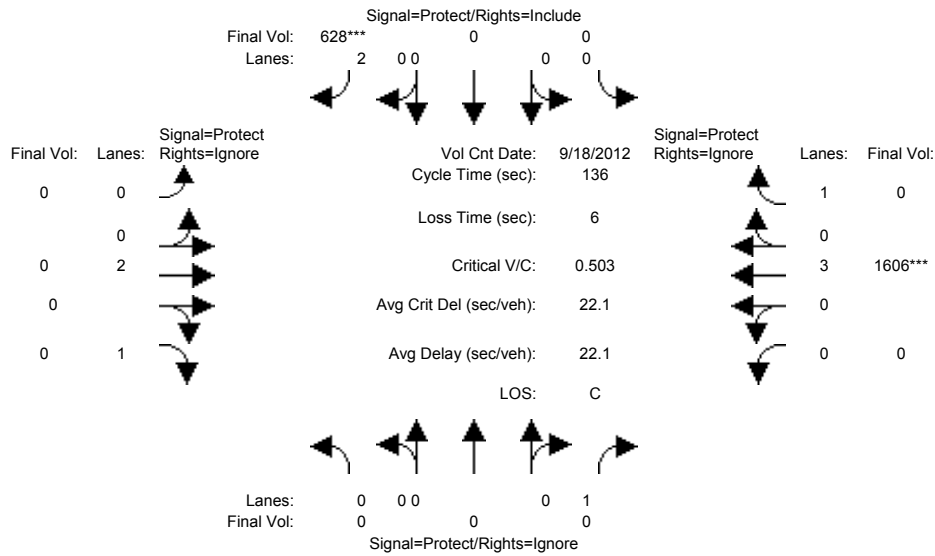 Signal=Protect/Rights=Include
Final Vol: 628*** 0 0
Lanes: 2 0 0 0 0
Signal=Protect Signal=Protect
Final Vol: Lanes: Rights=Ignore Vol Cnt Date: 9/18/2012 Rights=Ignore Lanes: Final Vol:
Cycle Time (sec): 136
0 0 1 0
Loss Time (sec): 6
0 0
0 2 Critical V/C: 0.503 3 1606***
0 Avg Crit Del (sec/veh): 22.1 0
0 1 Avg Delay (sec/veh): 22.1 0 0
LOS: C
Lanes: 0 0 0 0 1
Final Vol: 0 0 0
Signal=Protect/Rights=Ignore